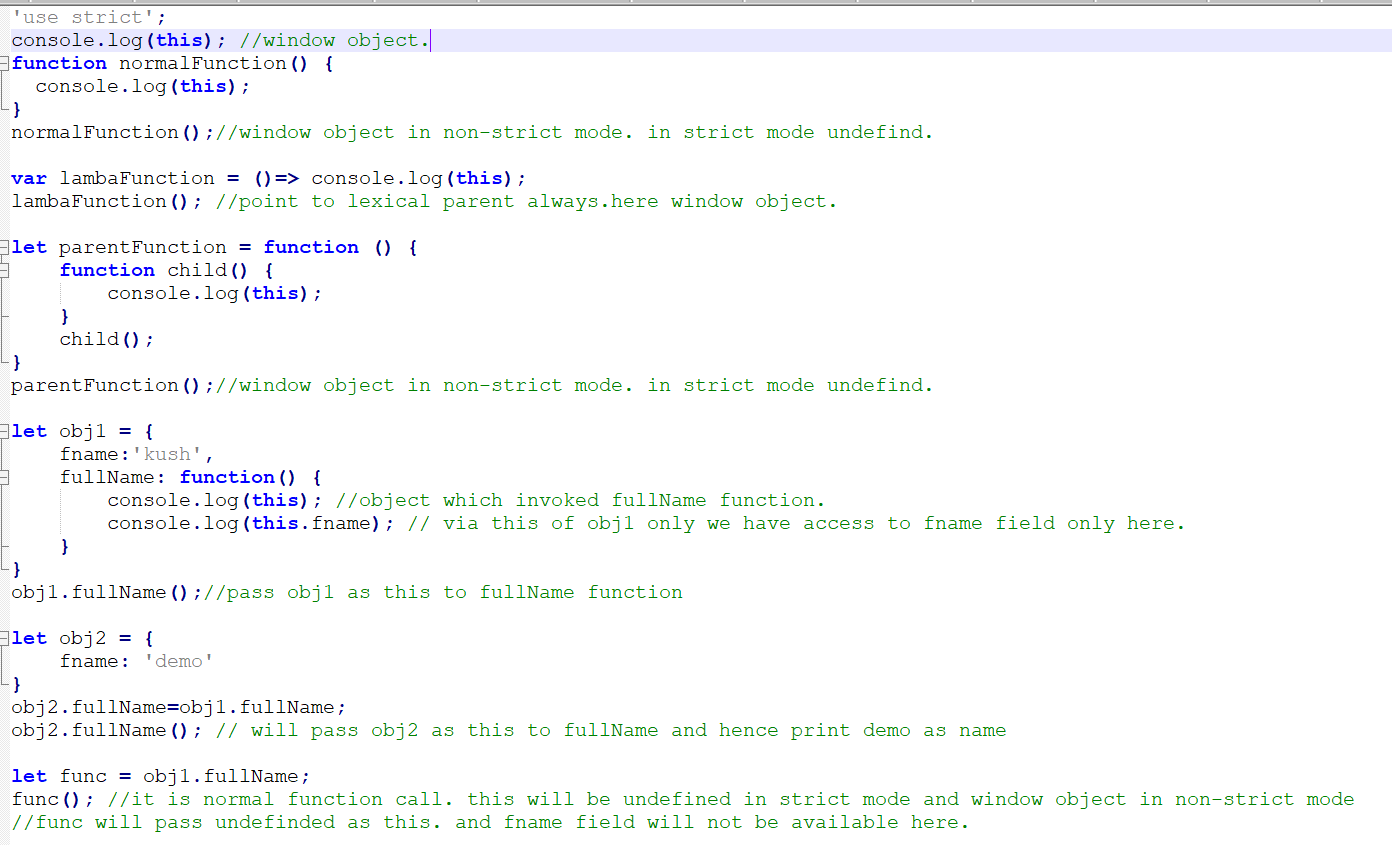 'use strict';
console.log(this); //window object.
function normalFunction() {
  console.log(this);
}
normalFunction();//window object in non-strict mode. in strict mode undefind.

var lambaFunction = ()=> console.log(this);
lambaFunction(); //point to lexical parent always.here window object.

let parentFunction = function () {
    function child() {
        console.log(this);
    }
    child();
}
parentFunction();//window object in non-strict mode. in strict mode undefind.

let obj1 = {
    fname:'kush',
    fullName: function() {
        console.log(this); //object which invoked fullName function.
        console.log(this.fname); // via this of obj1 only we have access to fname field only here.
    }
}
obj1.fullName();//pass obj1 as this to fullName function

let obj2 = {
    fname: 'demo'
}
obj2.fullName=obj1.fullName;
obj2.fullName(); // will pass obj2 as this to fullName and hence print demo as name

let func = obj1.fullName;
func(); //it is normal function call. this will be undefined in strict mode and window object in non-strict mode
//func will pass undefinded as this. and fname field will not be available here.